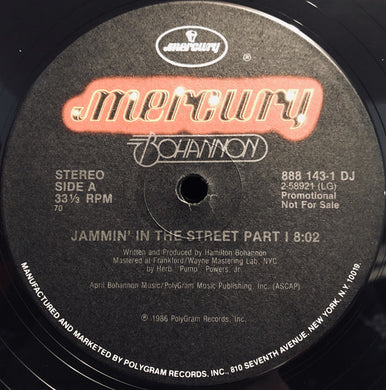 mercury
®
mercury
BOHANNON
STEREO
SIDE A
33⅓ RPM
70
888 143-1 DJ
2-58921 (LG)
Promotional
Not For Sale
JAMMIN' IN THE STREET PART I 8:02
Written and Produced by Hamilton Bohannon
Mastered at Frankford/Wayne Mastering Lab, NYC
by Herb. "Pump" Powers, Jr.
April Bohannon Music/PolyGram Music Publishing, Inc. (ASCAP)
℗ 1986 PolyGram Records, Inc.
MANUFACTURED AND MARKETED BY POLYGRAM RECORDS, INC., 810 SEVENTH AVENUE, NEW YORK, N.Y. 10019.